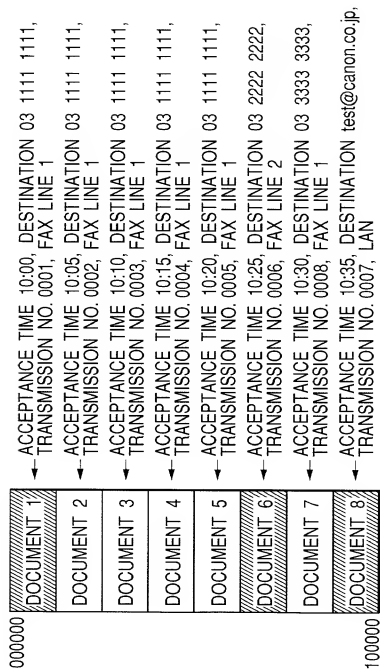 000000
DOCUMENT 1
ACCEPTANCE TIME 10:00, DESTINATION 03 1111 1111,
TRANSMISSION NO. 0001, FAX LINE 1
DOCUMENT 2
ACCEPTANCE TIME 10:05, DESTINATION 03 1111 1111,
TRANSMISSION NO. 0002, FAX LINE 1
DOCUMENT 3
ACCEPTANCE TIME 10:10, DESTINATION 03 1111 1111,
TRANSMISSION NO. 0003, FAX LINE 1
DOCUMENT 4
ACCEPTANCE TIME 10:15, DESTINATION 03 1111 1111,
TRANSMISSION NO. 0004, FAX LINE 1
DOCUMENT 5
ACCEPTANCE TIME 10:20, DESTINATION 03 1111 1111,
TRANSMISSION NO. 0005, FAX LINE 1
DOCUMENT 6
ACCEPTANCE TIME 10:25, DESTINATION 03 2222 2222,
TRANSMISSION NO. 0006, FAX LINE 2
DOCUMENT 7
ACCEPTANCE TIME 10:30, DESTINATION 03 3333 3333,
TRANSMISSION NO. 0008, FAX LINE 1
DOCUMENT 8
ACCEPTANCE TIME 10:35, DESTINATION test@canon.co.jp,
TRANSMISSION NO. 0007, LAN
100000